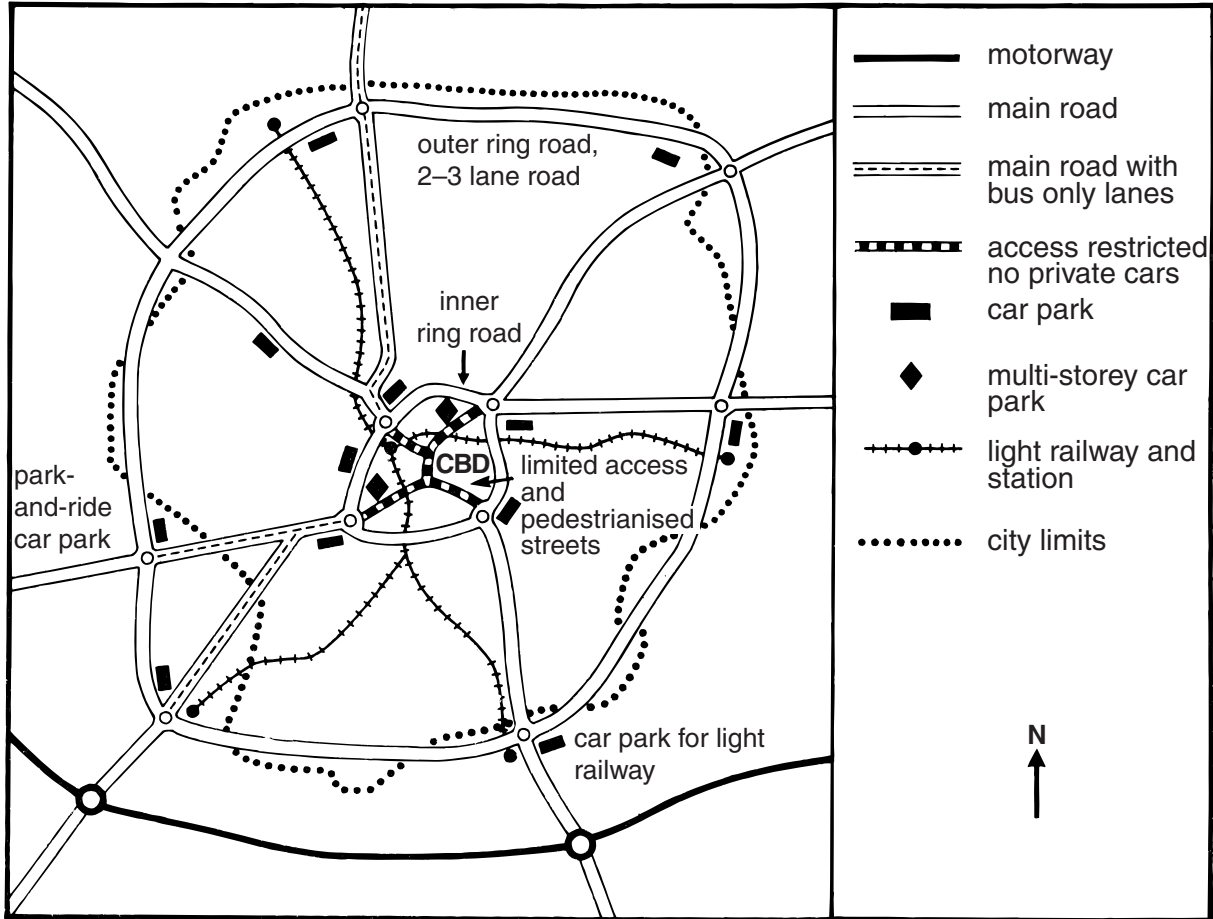 outer ring road,
2–3 lane road
inner
ring road
CBD
limited access
and
pedestrianised
streets
park-
and-ride
car park
car park for light
railway
motorway
main road
main road with
bus only lanes
access restricted
no private cars
car park
multi-storey car
park
light railway and
station
city limits
N